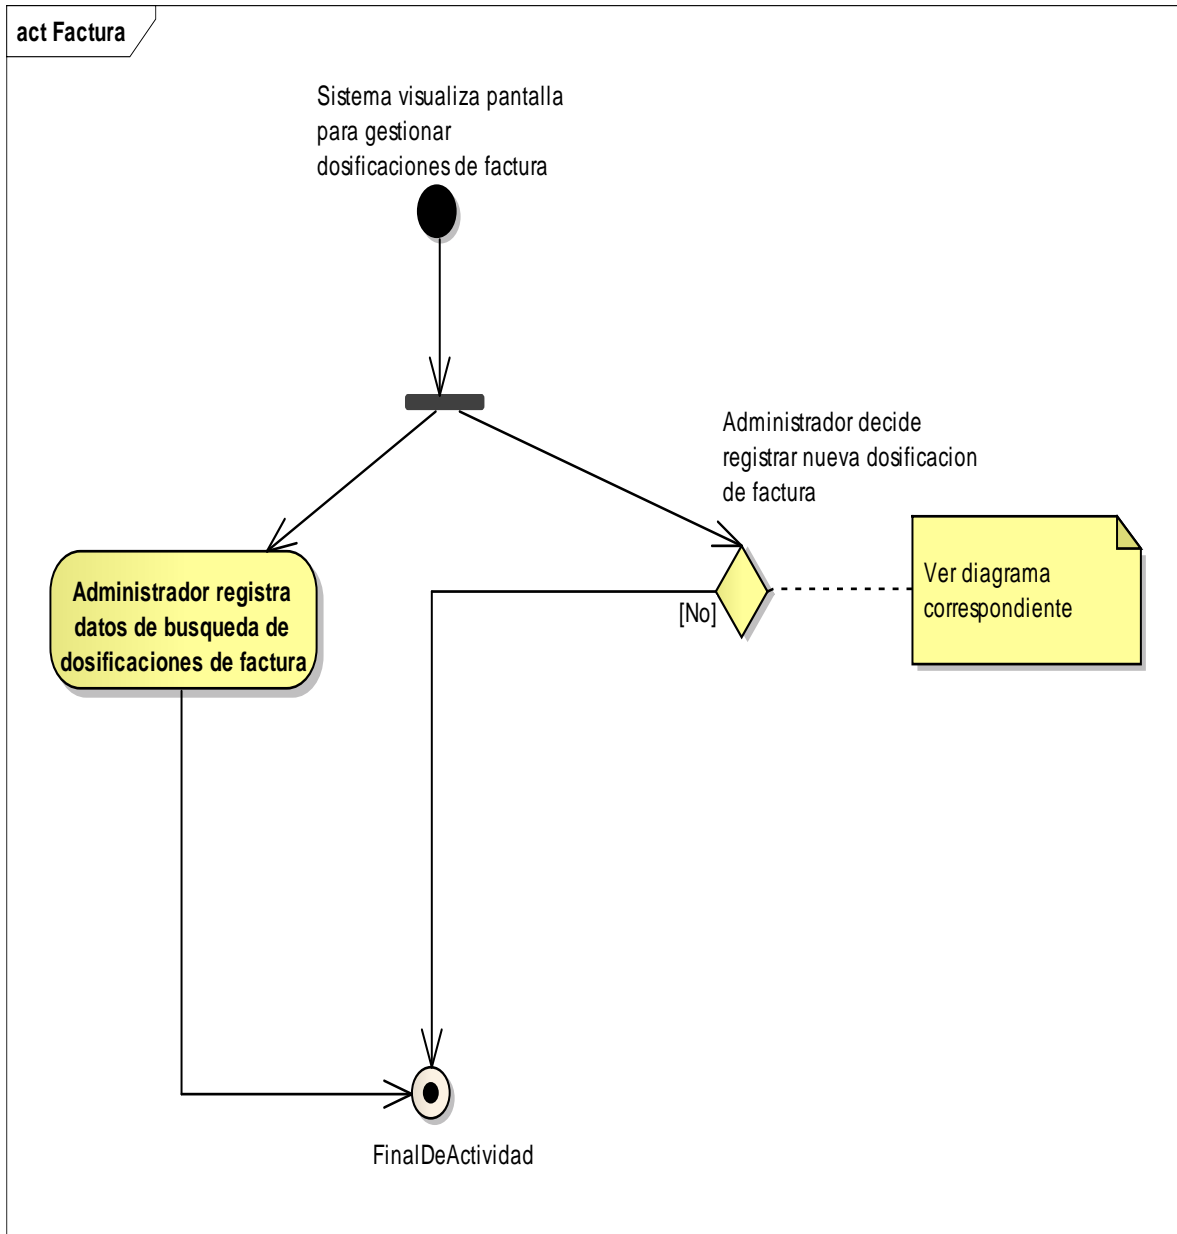 act Factura
Sistema visualiza pantalla
para gestionar
dosificaciones de factura
Administrador decide
registrar nueva dosificacion
de factura
Ver diagrama
correspondiente
[No]
Administrador registra
datos de busqueda de
dosificaciones de factura
FinalDeActividad